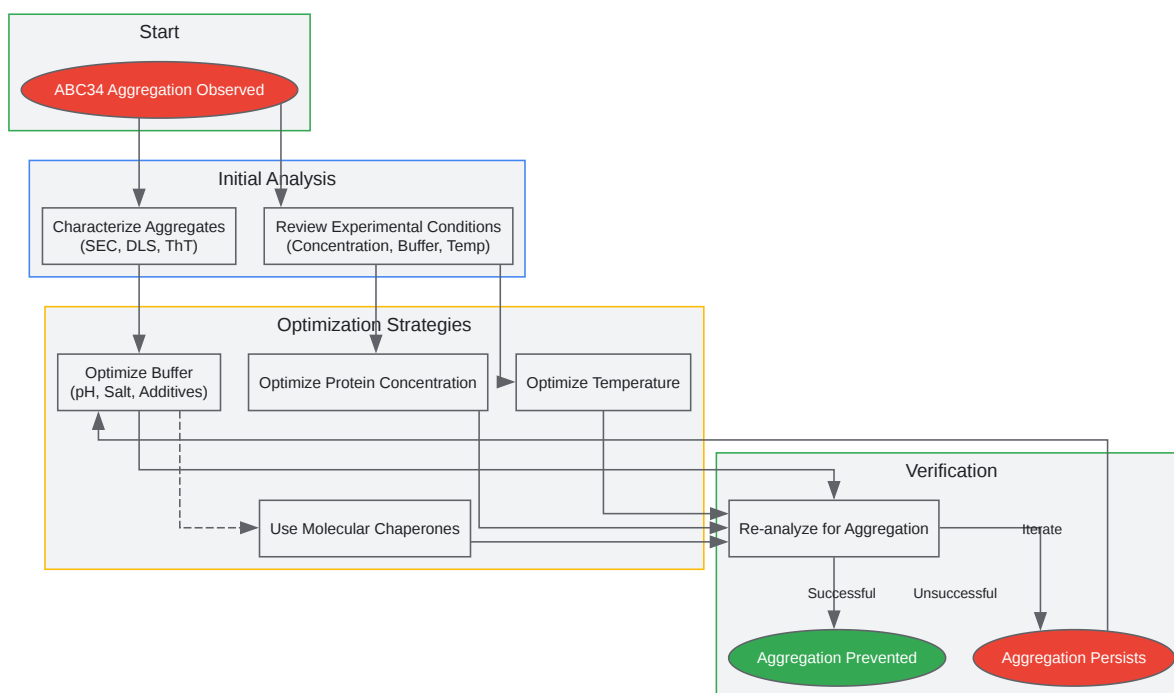 Start
ABC34 Aggregation Observed
Initial Analysis
Characterize Aggregates
(SEC, DLS, ThT)
Review Experimental Conditions
(Concentration, Buffer, Temp)
Optimization Strategies
Optimize Buffer
(pH, Salt, Additives)
Optimize Protein Concentration
Optimize Temperature
Verification
Use Molecular Chaperones
Re-analyze for Aggregation
Iterate
Successful
Unsuccessful
Aggregation Prevented
Aggregation Persists